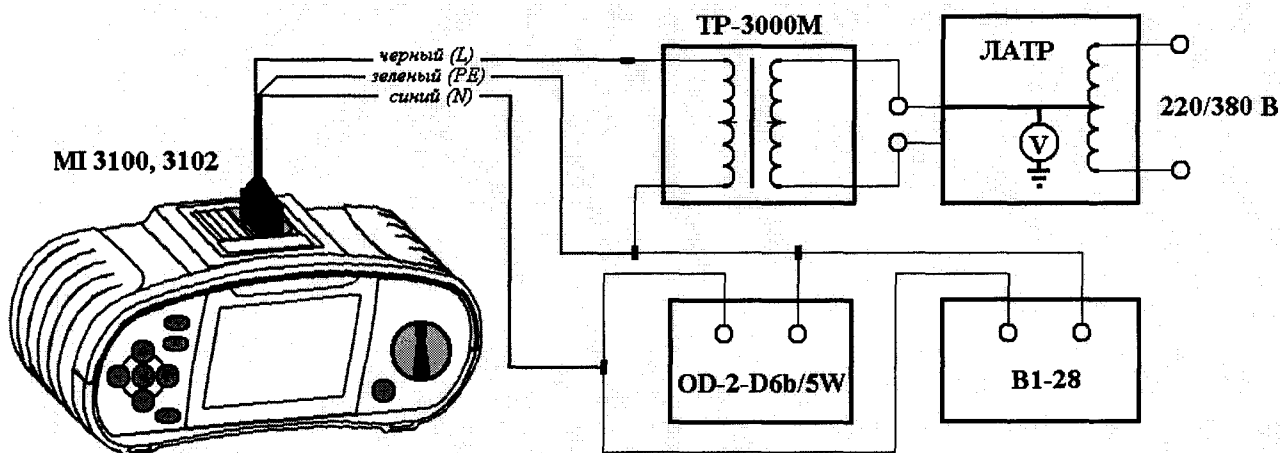 ТР-3000М
черный (L)
зеленый (PE)
синий (N)
ЛАТР
220/380 В
V
MI 3100, 3102
OD-2-D6b/5W
В1-28